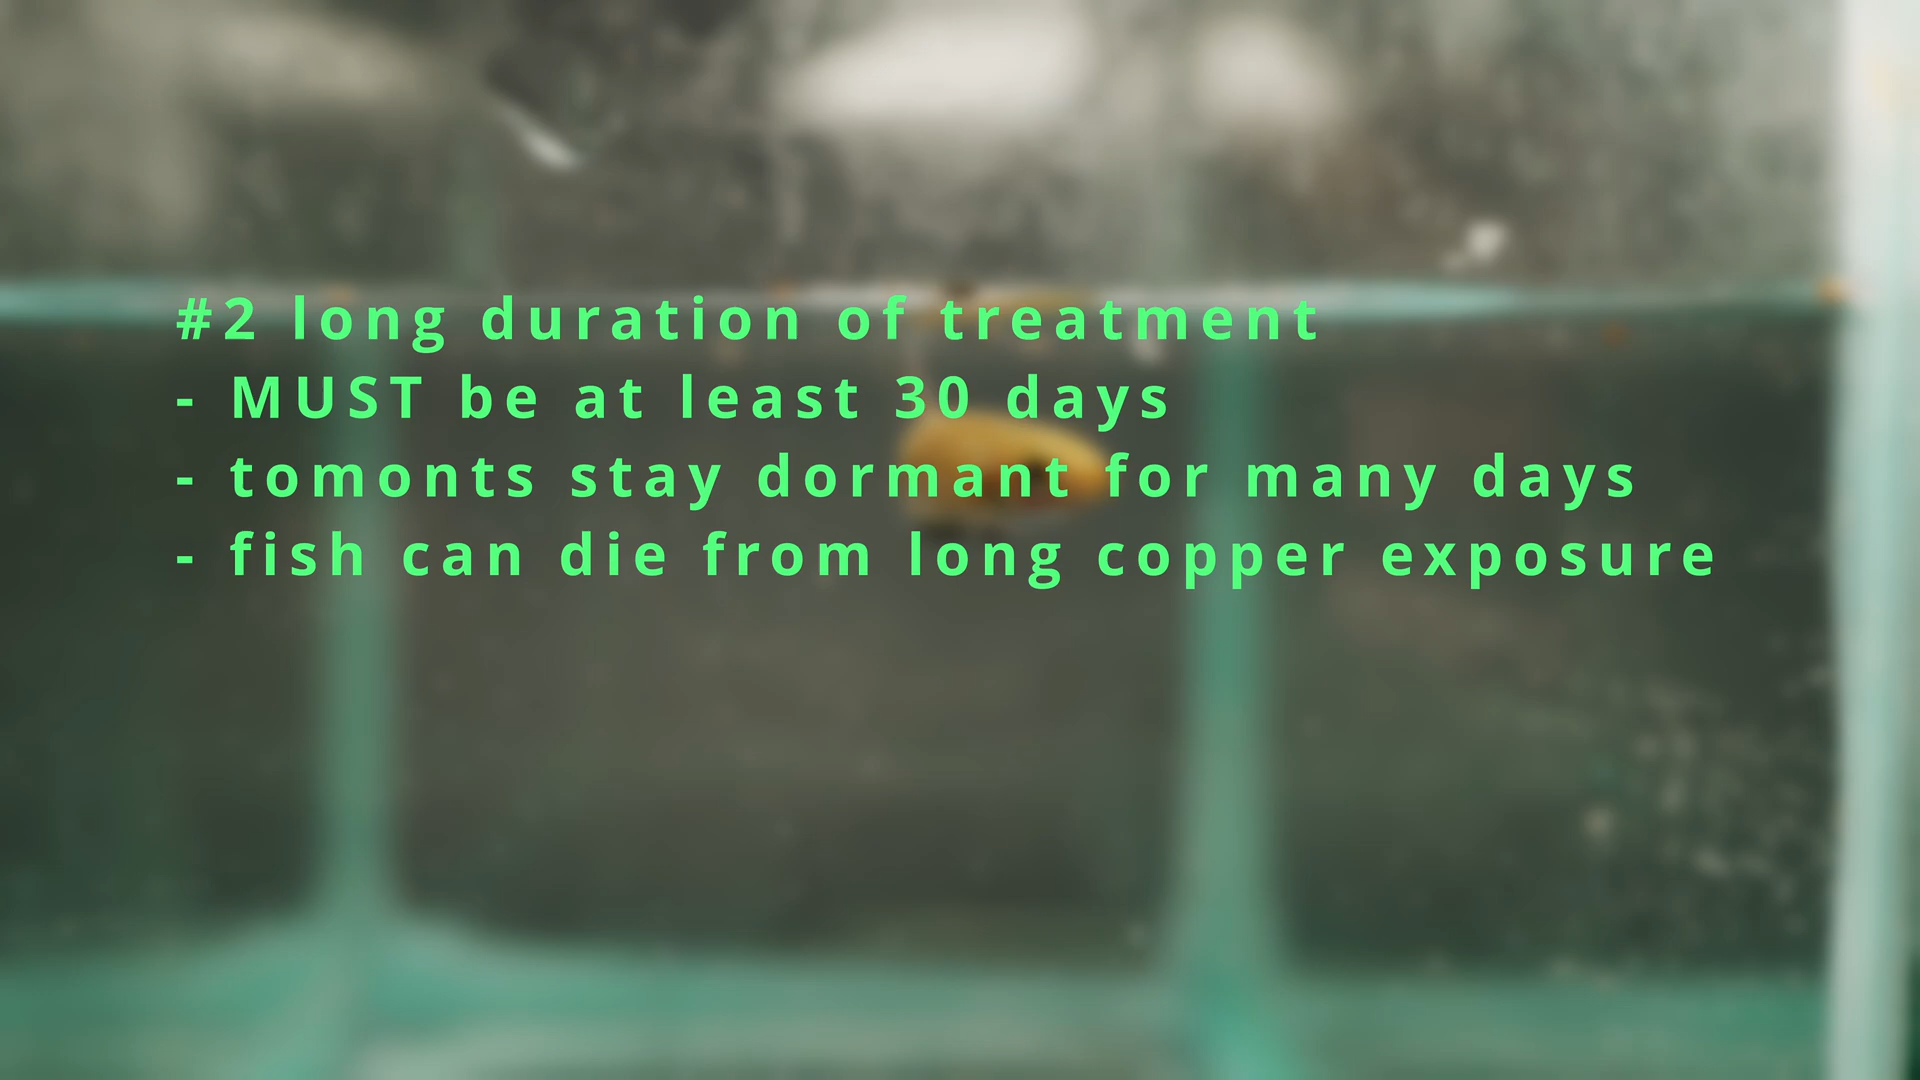 #2 long duration of treatment
- MUST be at least 30 days
- tomonts stay dormant for many days
- fish can die from long copper exposure